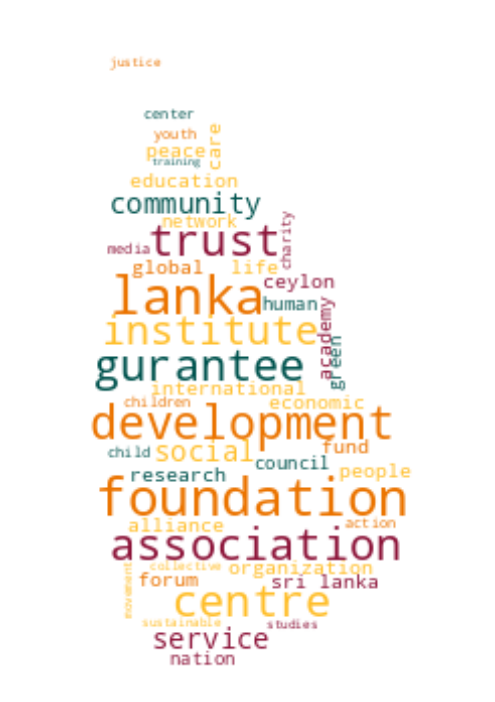 justice
center
youth
care
peace
training
education
community
network
trust
charity
media
global life
ceylon
lanka
human
institute
academy
green
gurantee
international
children
economic
development
fund
child
social
council
people
research
foundation
alliance
action
association
collective
organization
movement
forum
sri lanka
centre
sustainable
studies
service
nation